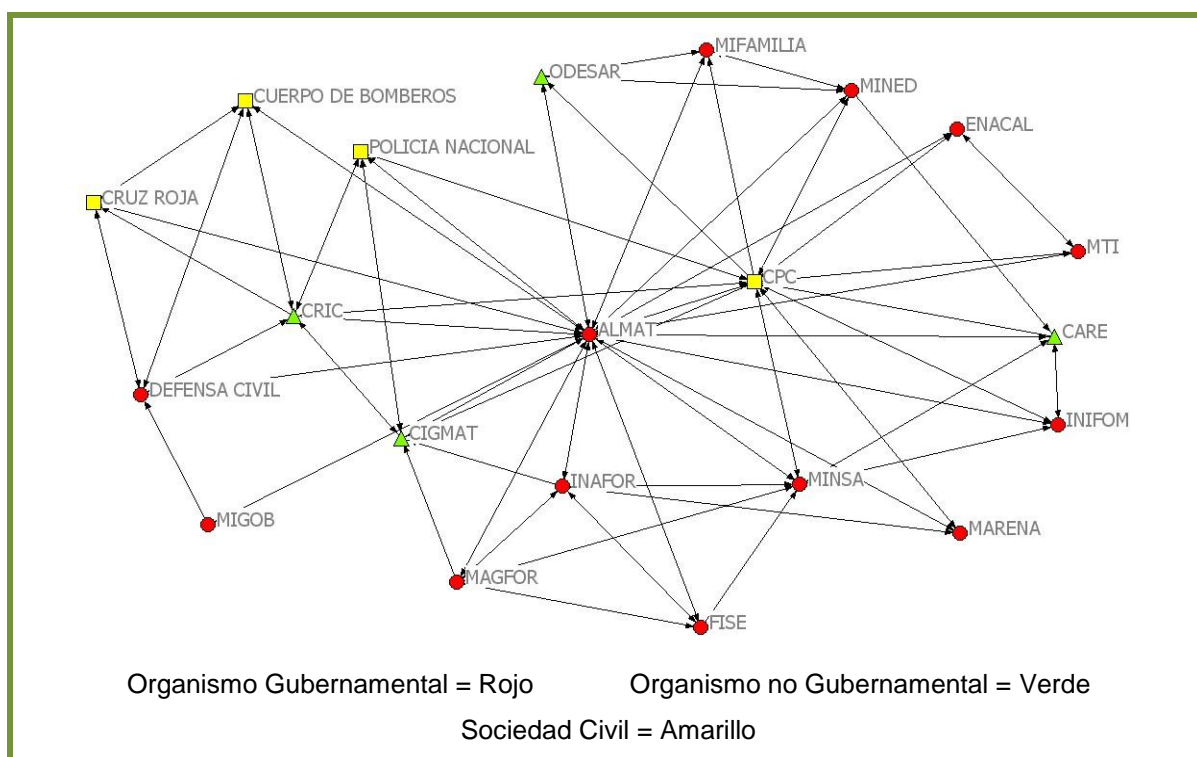 MIFAMILIA
ODESAR
MINED
CUERPO DE BOMBEROS
ENACAL
POLICIA NACIONAL
CRUZ ROJA
MTI
CPC
CRIC
ALMAT
CARE
DEFENSA CIVIL
INIFOM
CIGMAT
INAFOR
MINSA
MIGOB
MARENA
MAGFOR
FISE
Organismo Gubernamental = Rojo
Organismo no Gubernamental = Verde
Sociedad Civil = Amarillo